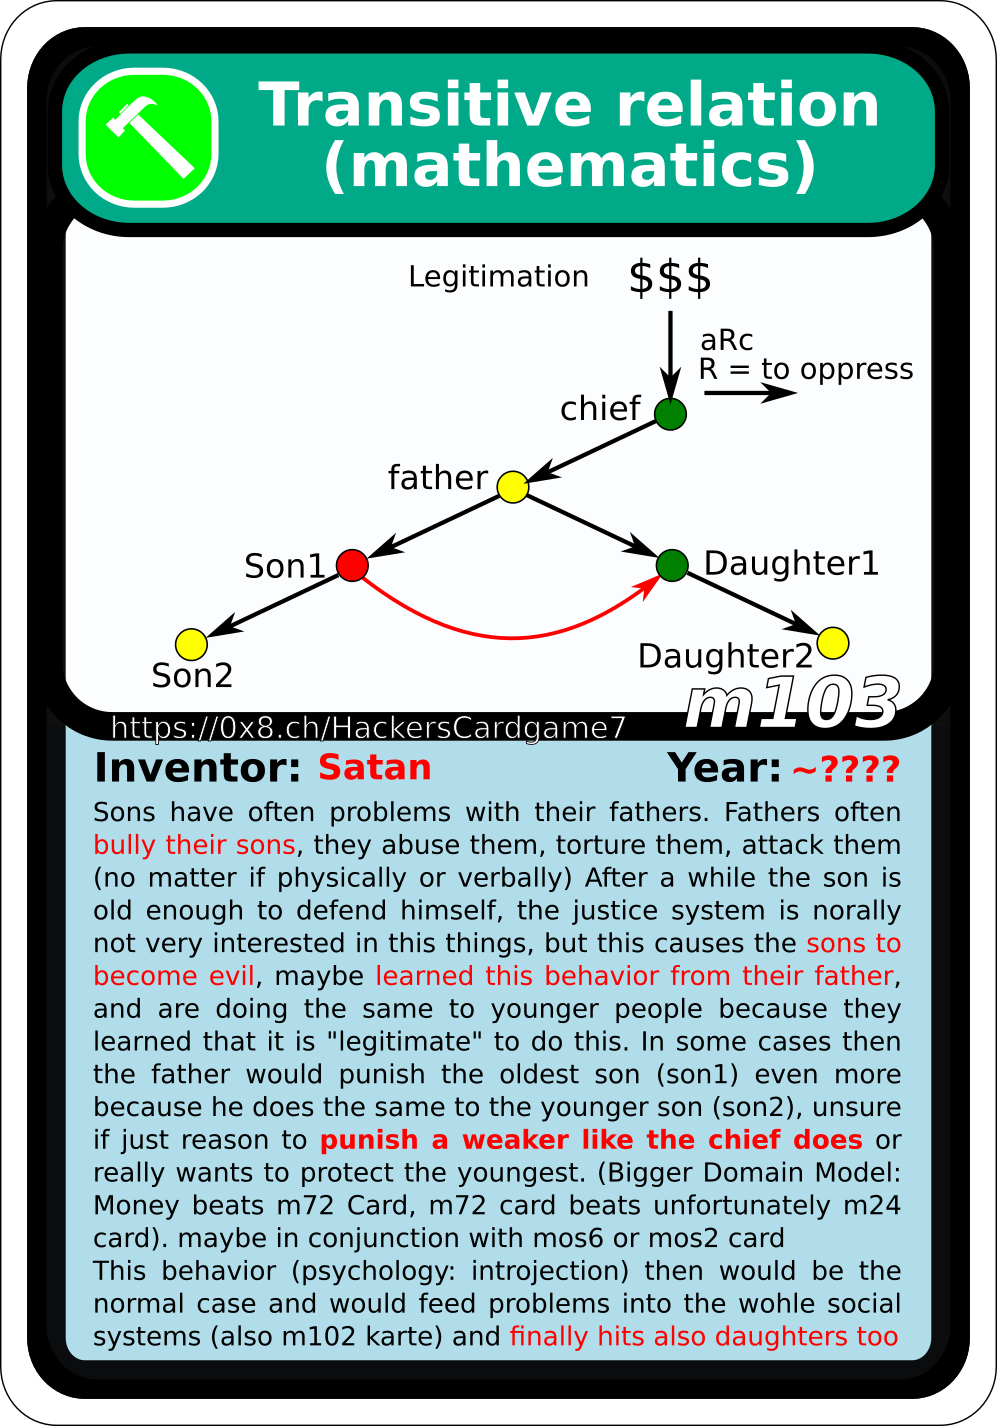 Transitive relation
(mathematics)
Legitimation $$$
aRc
R = to oppress
chief
father
Son1
Daughter1
Son2
Daughter2
m103
https://0x8.ch/HackersCardgame7
Inventor: Satan Year: ~????
Sons have often problems with their fathers. Fathers often
bully their sons, they abuse them, torture them, attack them
(no matter if physically or verbally) After a while the son is
old enough to defend himself, the justice system is norally
not very interested in this things, but this causes the sons to
become evil, maybe learned this behavior from their father,
and are doing the same to younger people because they
learned that it is "legitimate" to do this. In some cases then
the father would punish the oldest son (son1) even more
because he does the same to the younger son (son2), unsure
if just reason to punish a weaker like the chief does or
really wants to protect the youngest. (Bigger Domain Model:
Money beats m72 Card, m72 card beats unfortunately m24
card). maybe in conjunction with mos6 or mos2 card
This behavior (psychology: introjection) then would be the
normal case and would feed problems into the wohle social
systems (also m102 karte) and finally hits also daughters too